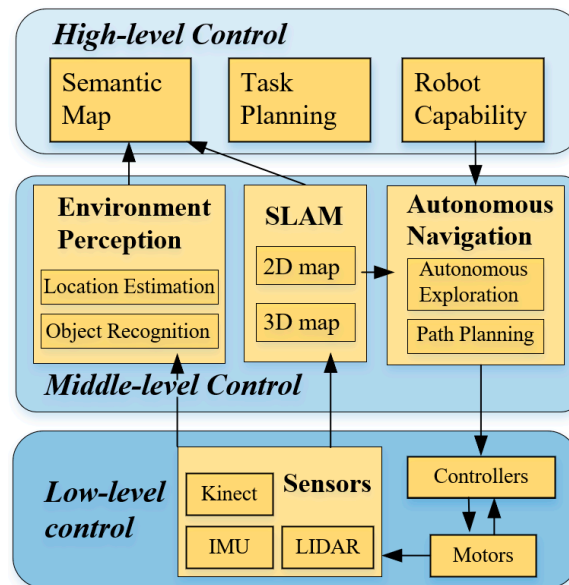 High-level Control
Semantic
Map
Task
Planning
Robot
Capability
Environment
Perception
Location Estimation
Object Recognition
SLAM
2D map
3D map
Autonomous
Navigation
Autonomous
Exploration
Path Planning
Middle-level Control
Low-level
control
Sensors
Kinect
IMU
LIDAR
Controllers
Motors